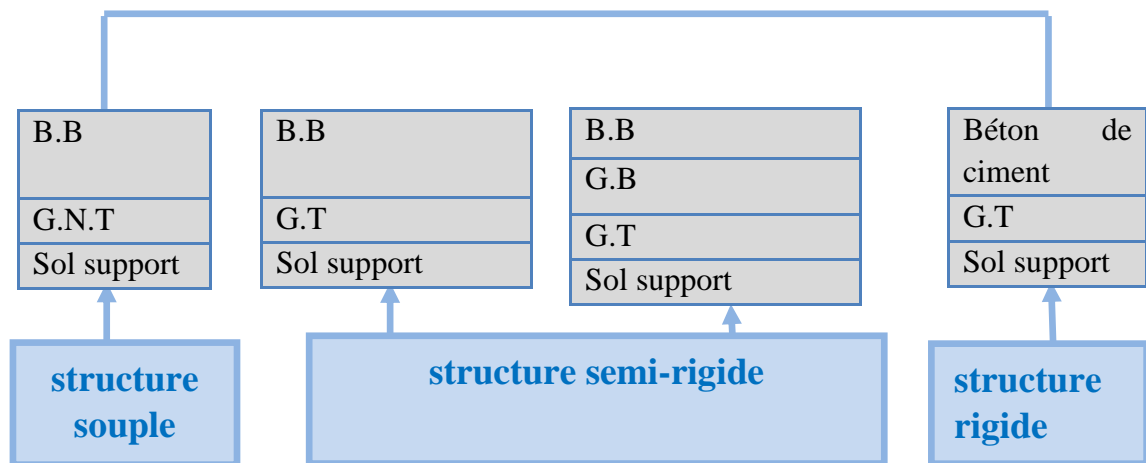 B.B
G.N.T
Sol support
B.B
G.T
Sol support
B.B
G.B
G.T
Sol support
Béton de
ciment
G.T
Sol support
structure
souple
structure semi-rigide
structure
rigide